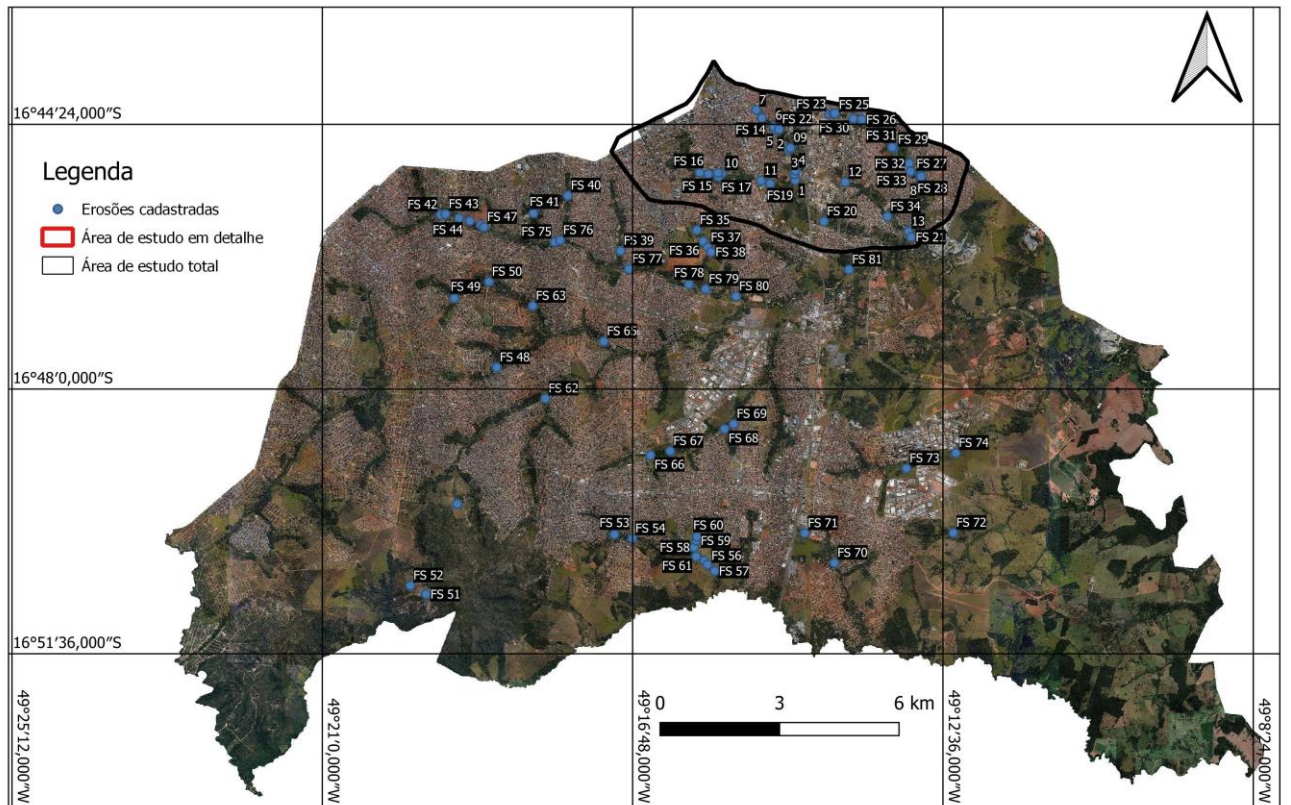 7
FS 23
FS 25
16°44′24,000″S
6
FS 22
FS 26
FS 14
FS 30
5
2
09
FS 31
FS 29
Legenda
FS 16
10
34
FS 32
FS 27
11
12
FS 33
FS 15
FS 17
FS19
1
8
FS 28
FS 40
Erosões cadastradas
FS 42
FS 43
FS 41
FS 34
FS 44
FS 47
FS 35
FS 20
13
Área de estudo em detalhe
FS 75
FS 76
FS 37
FS 21
FS 39
FS 36
FS 38
Área de estudo total
FS 77
FS 81
FS 50
FS 78
FS 79
FS 49
FS 63
FS 80
FS 65
FS 48
16°48′0,000″S
FS 62
FS 69
FS 68
FS 67
FS 74
FS 66
FS 73
FS 53
FS 54
FS 60
FS 71
FS 72
FS 59
FS 58
FS 56
FS 61
FS 70
FS 57
FS 52
FS 51
16°51′36,000″S
0 3 6 km
49°25′12,000″W
49°21′0,000″W
49°16′48,000″W
49°12′36,000″W
49°8′24,000″W